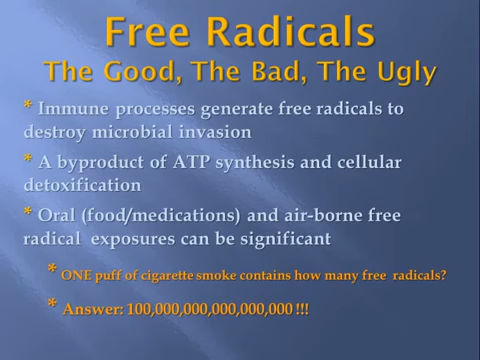 Free Radicals
The Good, The Bad, The Ugly
* Immune processes generate free radicals to
destroy microbial invasion
* A byproduct of ATP synthesis and cellular
detoxification
* Oral (food/medications) and air-borne free
radical exposures can be significant
* ONE puff of cigarette smoke contains how many free radicals?
* Answer: 100,000,000,000,000,000 !!!